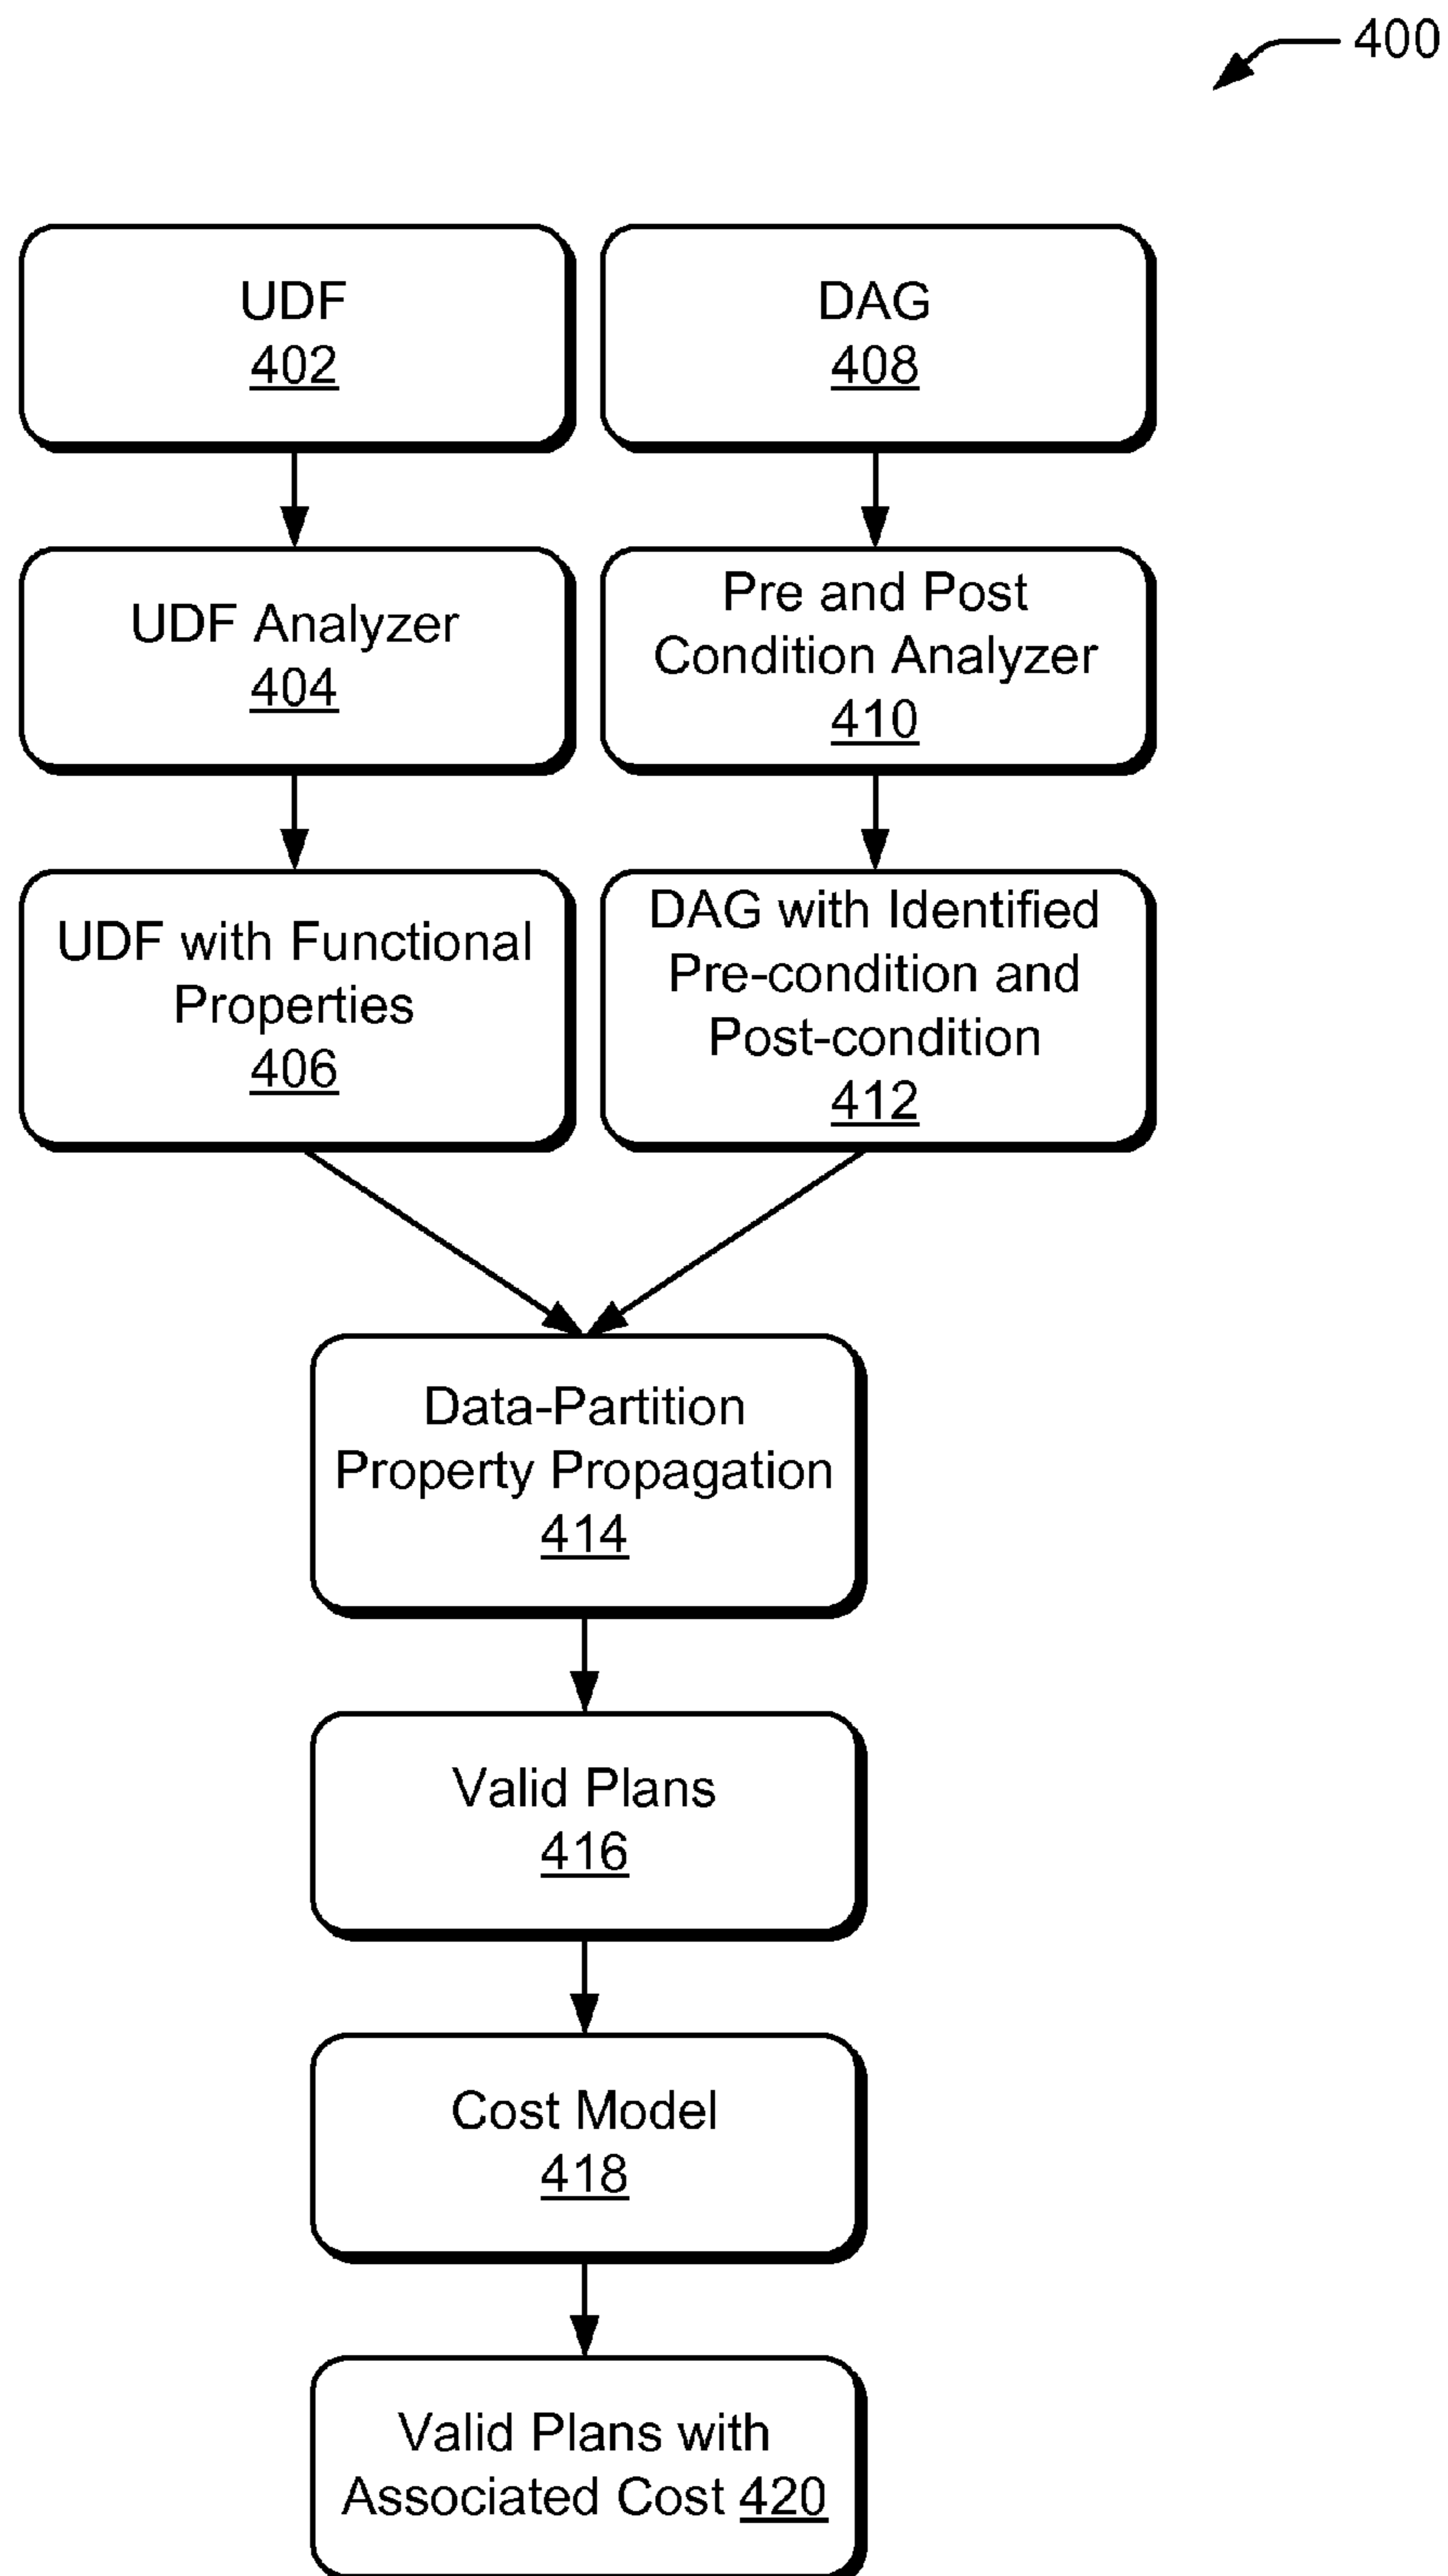 400
UDF
402
DAG
408
UDF Analyzer
404
Pre and Post
Condition Analyzer
410
UDF with Functional
Properties
406
DAG with Identified
Pre-condition and
Post-condition
412
Data-Partition
Property Propagation
414
Valid Plans
416
Cost Model
418
Valid Plans with
Associated Cost 420